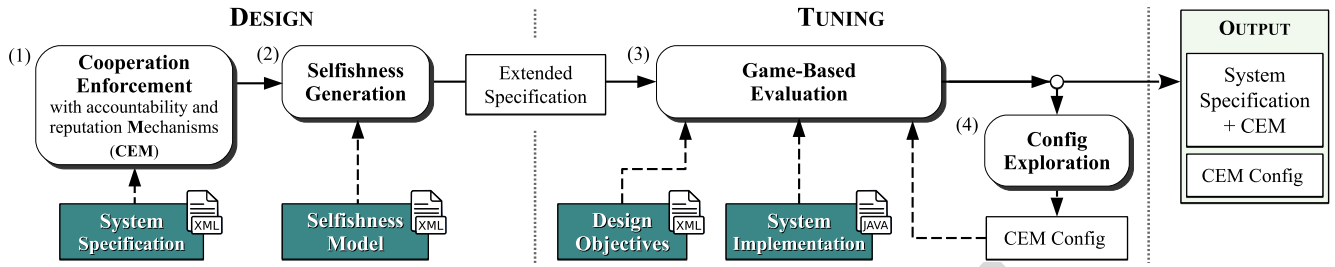 DESIGN
TUNING
(1)
Cooperation
Enforcement
with accountability and
reputation Mechanisms
(CEM)
(2)
Selfishness
Generation
Extended
Specification
(3)
Game-Based
Evaluation
(4)
Config
Exploration
OUTPUT
System
Specification
+ CEM
CEM Config
System
Specification
XML
Selfishness
Model
XML
Design
Objectives
XML
System
Implementation
JAVA
CEM Config